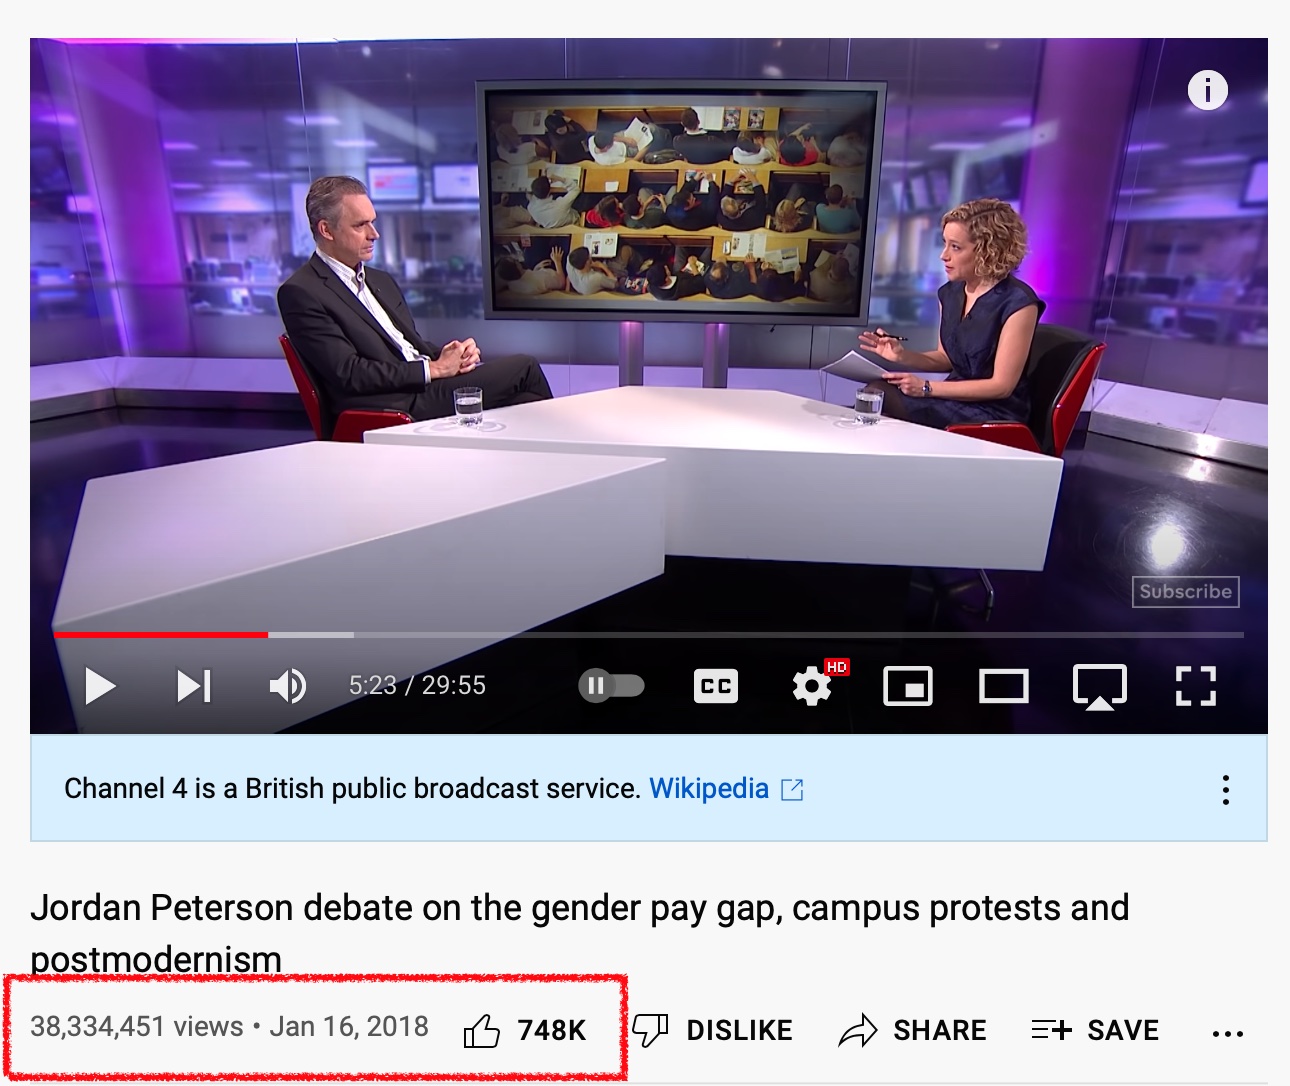 i
Subscribe
5:23 / 29:55
CC
HD
Channel 4 is a British public broadcast service. Wikipedia
Jordan Peterson debate on the gender pay gap, campus protests and
postmodernism
38,334,451 views • Jan 16, 2018 748K DISLIKE SHARE SAVE